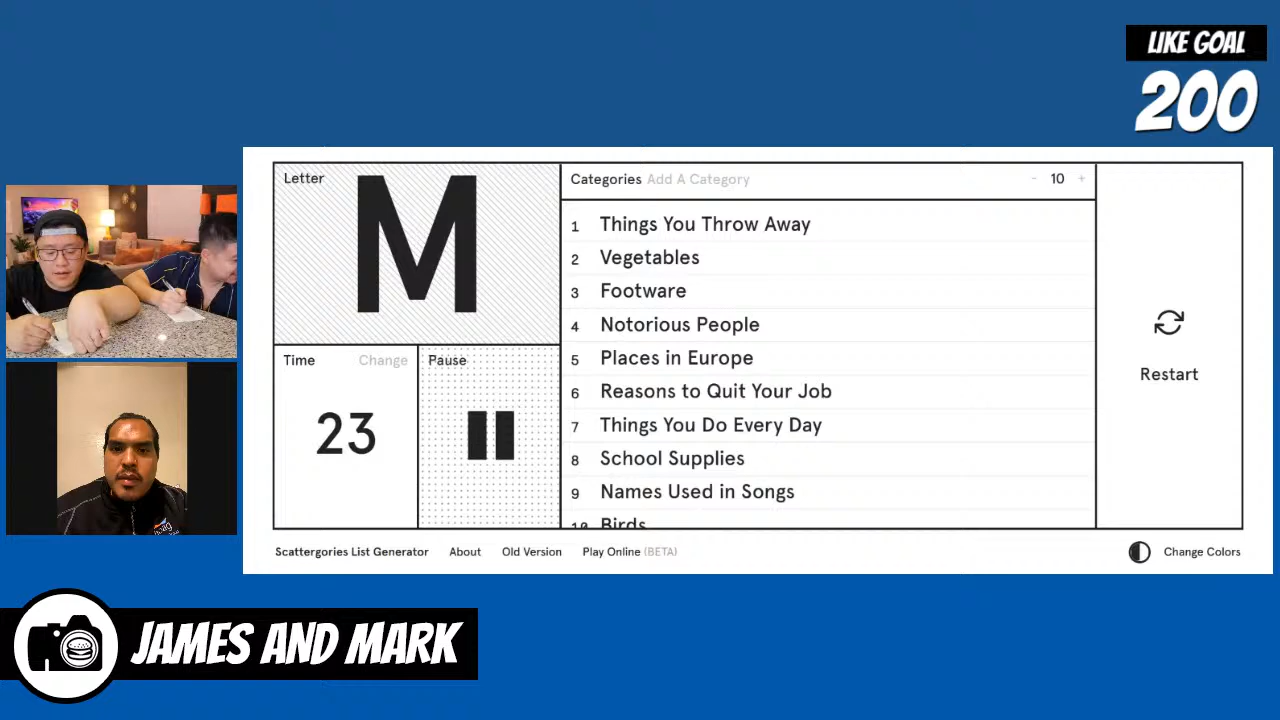 LIKE GOAL
200
Letter
M
Categories Add A Category
- 10 +
1 Things You Throw Away
2 Vegetables
3 Footware
4 Notorious People
5 Places in Europe
6 Reasons to Quit Your Job
7 Things You Do Every Day
8 School Supplies
9 Names Used in Songs
10 Birds
Time Change
23
Pause
Restart
Scattergories List Generator About Old Version Play Online (BETA)
Change Colors
JAMES AND MARK